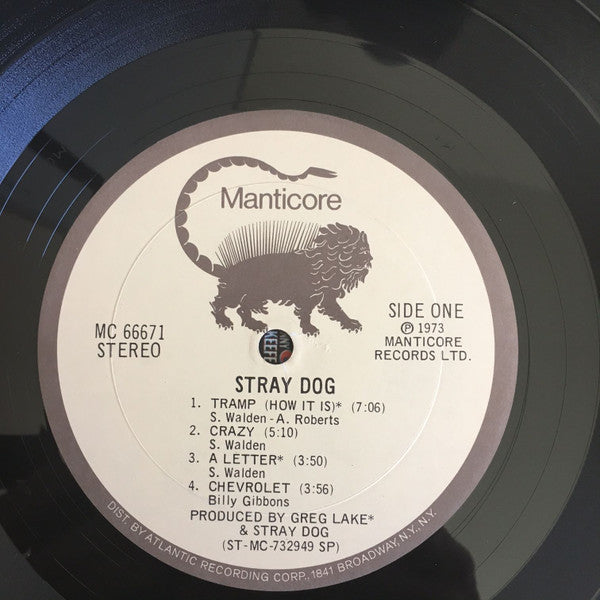 Manticore
MC 66671
STEREO
SIDE ONE
℗ 1973
MANTICORE
RECORDS LTD.
STRAY DOG
1. TRAMP (HOW IT IS)* (7:06)
S. Walden - A. Roberts
2. CRAZY (5:10)
S. Walden
3. A LETTER* (3:50)
S. Walden
4. CHEVROLET (3:56)
Billy Gibbons
PRODUCED BY GREG LAKE*
& STRAY DOG
(ST-MC-732949 SP)
DIST. BY ATLANTIC RECORDING CORP., 1841 BROADWAY, N.Y., N.Y.